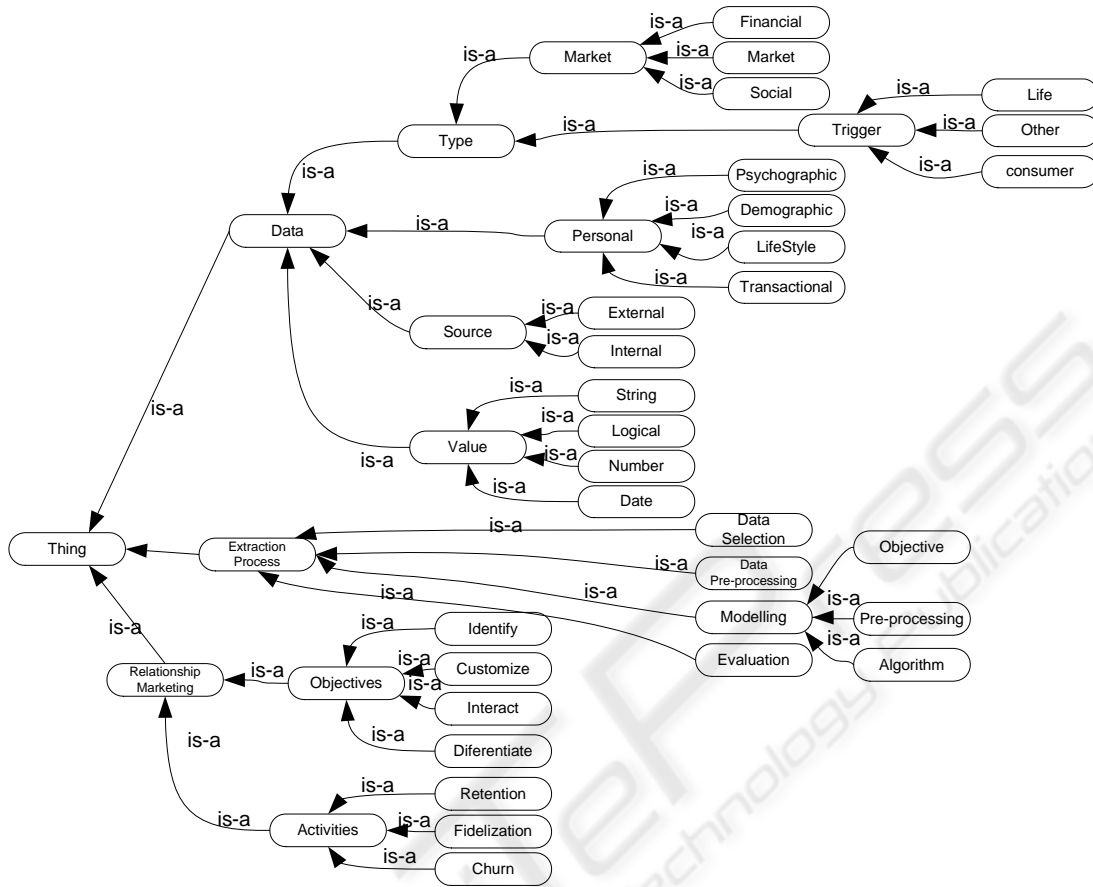 Financial
is-a
is-a
Market
is-a
Market
is-a
Social
is-a
Life
is-a
Type
is-a
Trigger
is-a
Other
is-a
consumer
is-a
Psychographic
is-a
Data
is-a
Personal
is-a
Demographic
is-a
LifeStyle
is-a
Transactional
is-a
Source
is-a
External
is-a
Internal
is-a
is-a
String
is-a
Value
is-a
Logical
is-a
Number
is-a
Date
is-a
Data
Selection
Thing
Extraction
Process
is-a
Data
Pre-processing
Objective
is-a
Modelling
is-a
Pre-processing
is-a
Algorithm
is-a
Evaluation
is-a
Identify
is-a
Relationship
Marketing
is-a
Objectives
is-a
Customize
is-a
Interact
is-a
Diferentiate
is-a
is-a
Retention
is-a
Activities
is-a
Fidelization
is-a
Churn